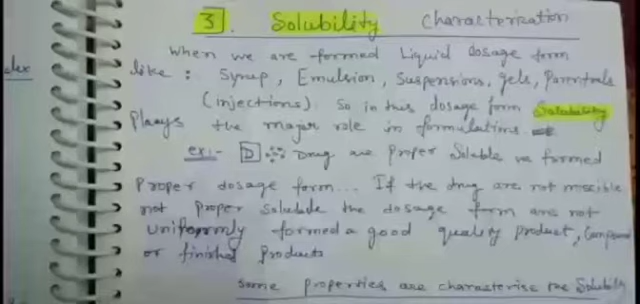 3. Solubility Characterization
When we are formed Liquid dosage form
like: Syrup, Emulsion, Suspensions, gels, Parentrals
(injections). So in this dosage form Solubility
Plaays the major role in formulations.
ex:- D Drug are Proper Soluble we formed
Proper dosage form... If the drug are not miscible
not proper soluble the dosage form are not
Uniformly formed a good quality product, Compound
or finished Products
Some properties are characterise the Solubility